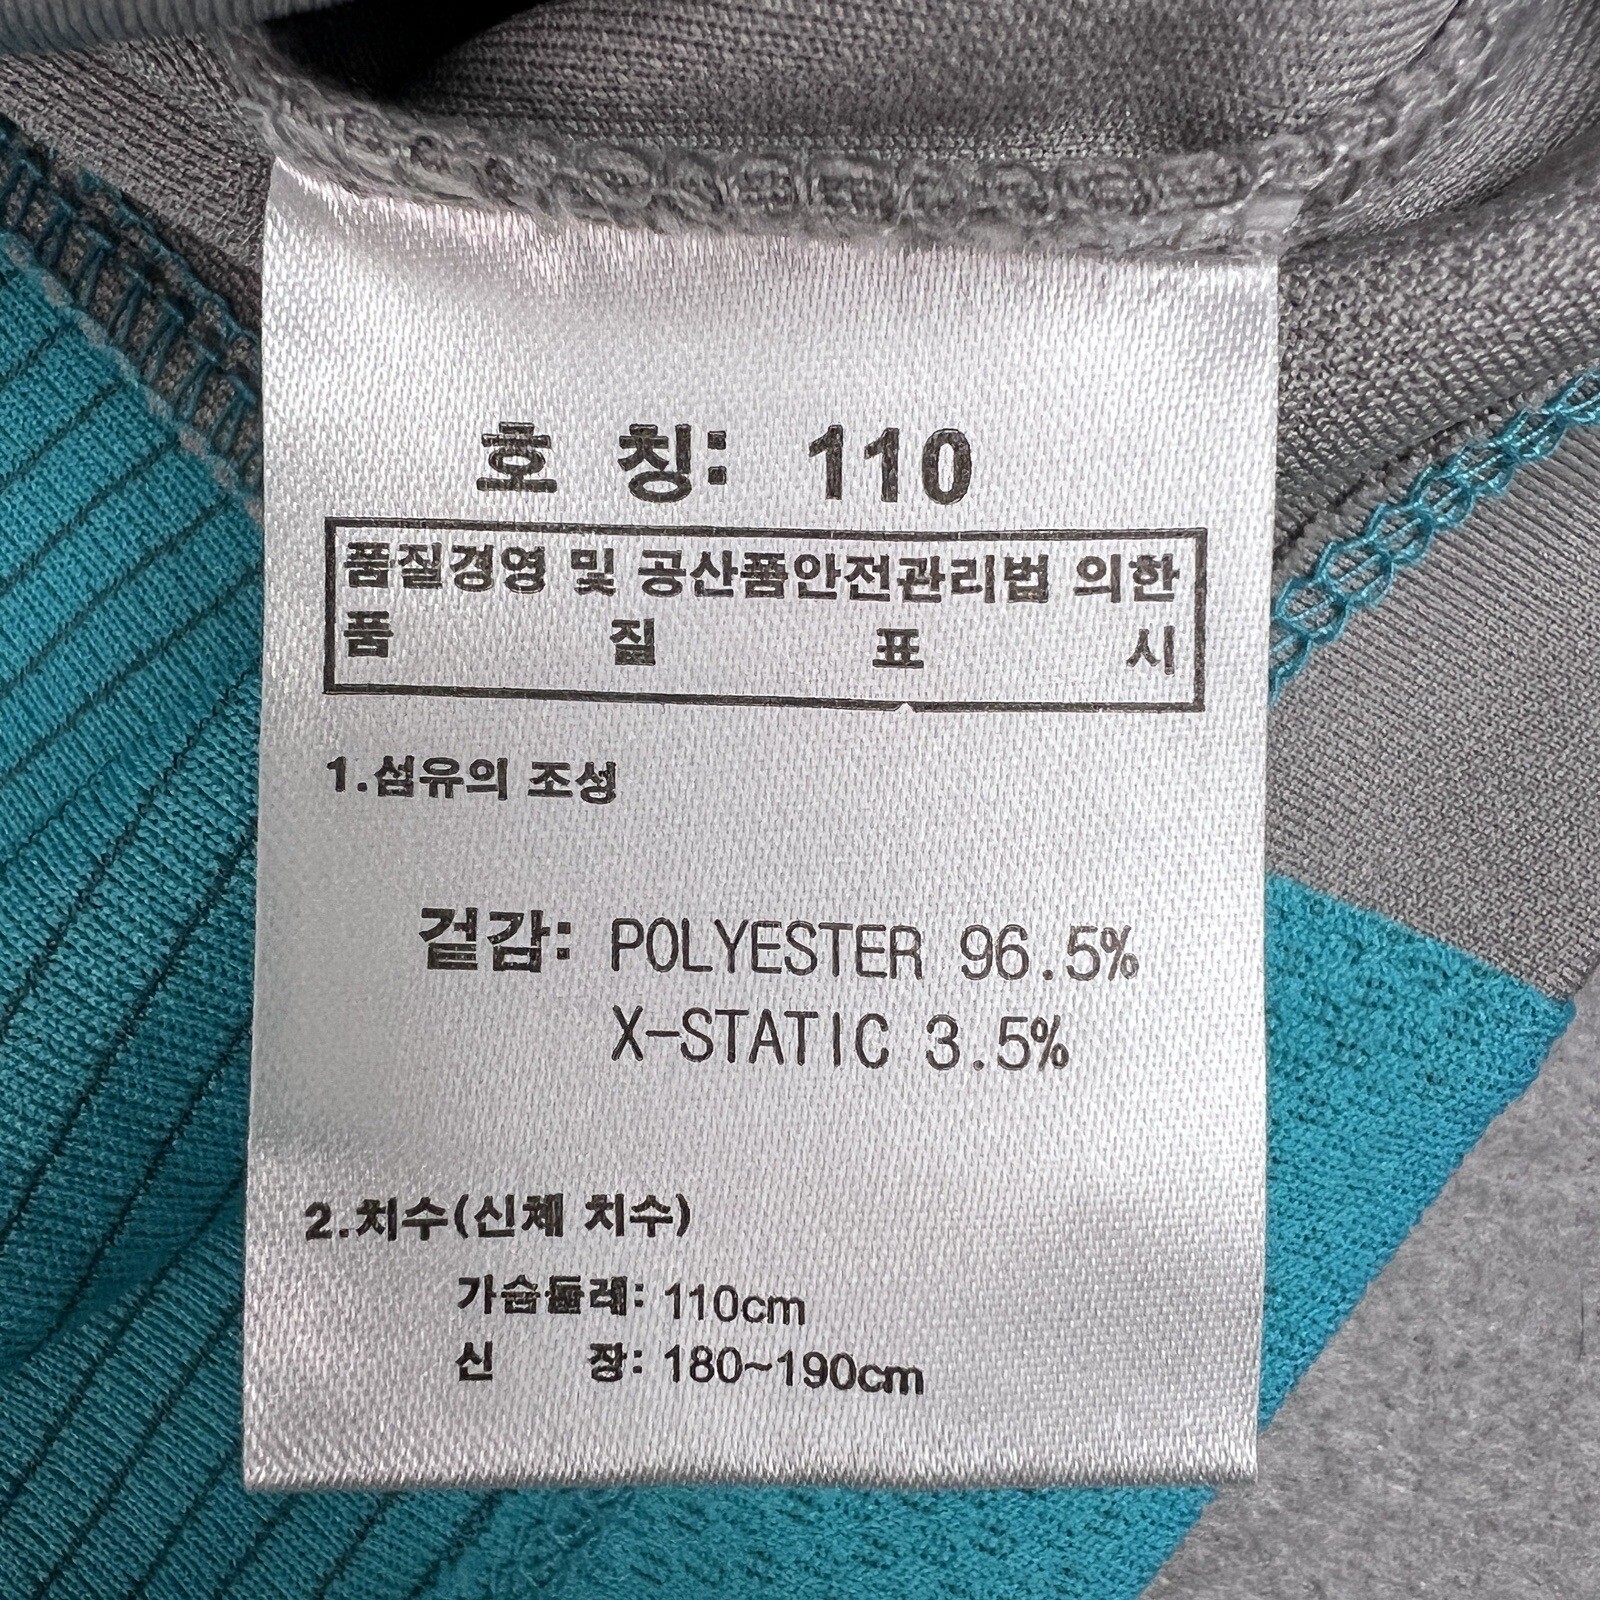 호 칭: 110
품질경영 및 공산품안전관리법 의한
품 질 표 시
1.섬유의 조성
겉감: POLYESTER 96.5%
X-STATIC 3.5%
2.치수(신체 치수)
가슴둘레: 110cm
신 장: 180~190cm